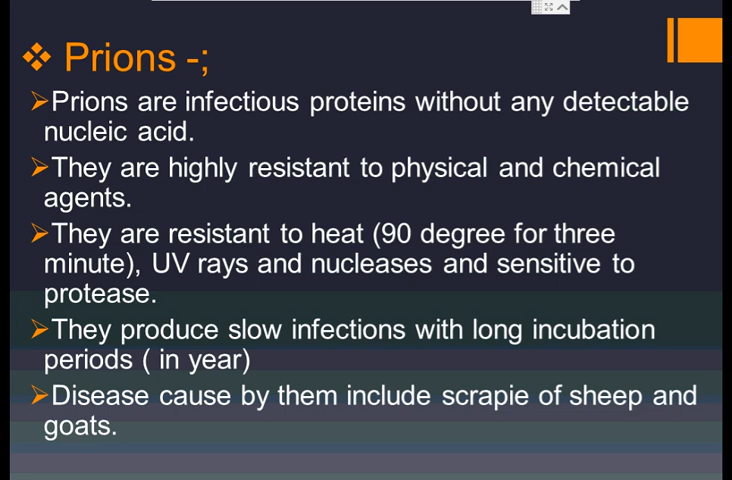 Prions -;
Prions are infectious proteins without any detectable
nucleic acid.
They are highly resistant to physical and chemical
agents.
They are resistant to heat (90 degree for three
minute), UV rays and nucleases and sensitive to
protease.
They produce slow infections with long incubation
periods ( in year)
Disease cause by them include scrapie of sheep and
goats.